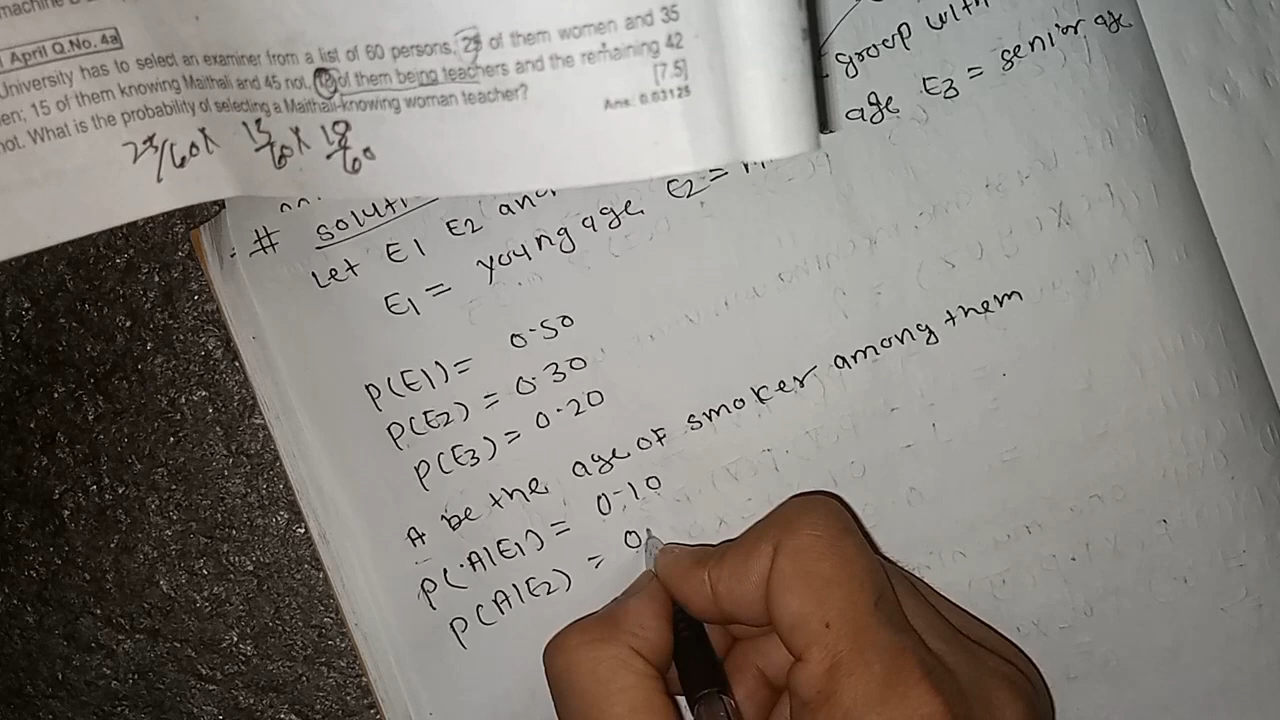 machine
April Q.No. 4a
University has to select an examiner from a list of 60 persons, 25 of them women and 35
en; 15 of them knowing Maithali and 45 not, 18 of them being teachers and the remaining 42
not. What is the probability of selecting a Maithali-knowing woman teacher? [7.5]
Ans: 0.03125
25/60 X 15/60 X 18/60
group with
age E3 = senior age
# solution
Let E1 E2 and
E1 = young age E2 =
P(E1) = 0.50
P(E2) = 0.30
P(E3) = 0.20
A be the age of smoker among them
P(A|E1) = 0.10
P(A|E2) = 0.